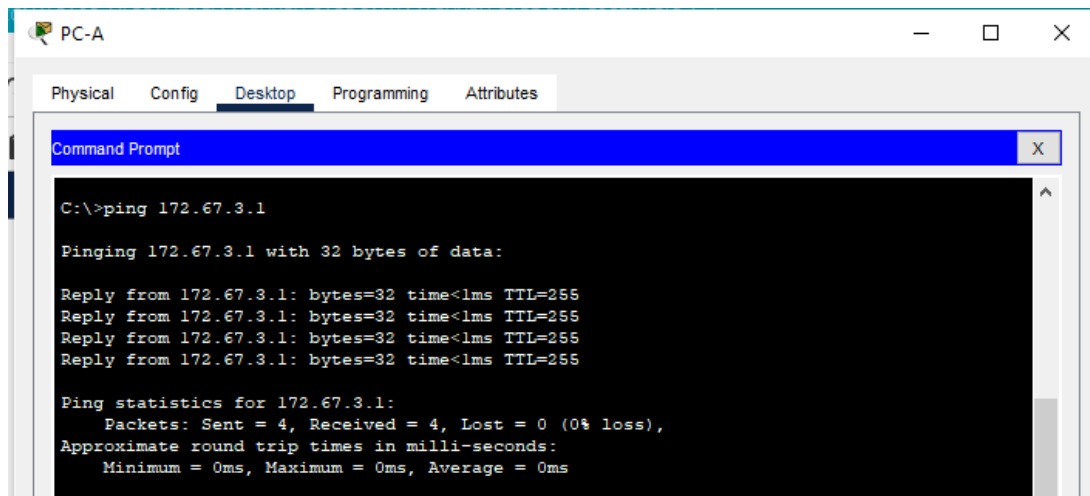 PC-A
Physical Config Desktop Programming Attributes
Command Prompt
X
C:\>ping 172.67.3.1
Pinging 172.67.3.1 with 32 bytes of data:
Reply from 172.67.3.1: bytes=32 time<1ms TTL=255
Reply from 172.67.3.1: bytes=32 time<1ms TTL=255
Reply from 172.67.3.1: bytes=32 time<1ms TTL=255
Reply from 172.67.3.1: bytes=32 time<1ms TTL=255
Ping statistics for 172.67.3.1:
Packets: Sent = 4, Received = 4, Lost = 0 (0% loss),
Approximate round trip times in milli-seconds:
Minimum = 0ms, Maximum = 0ms, Average = 0ms